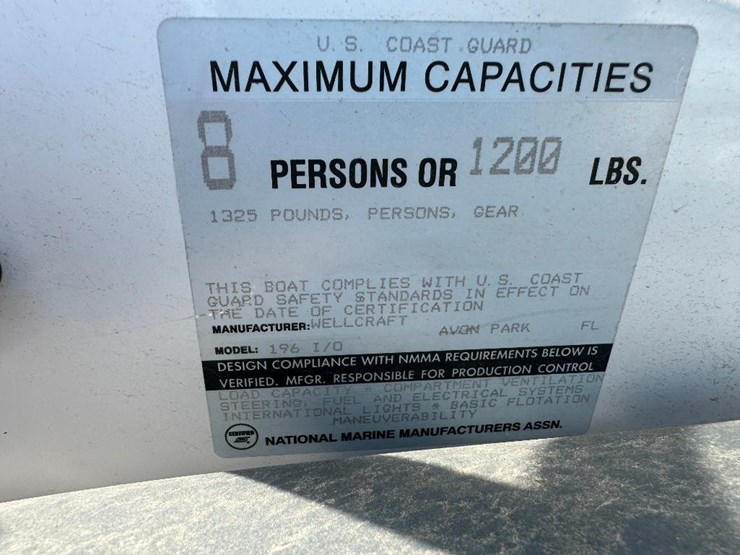 U.S. COAST GUARD
MAXIMUM CAPACITIES
8 PERSONS OR 1200 LBS.
1325 POUNDS, PERSONS, GEAR
THIS BOAT COMPLIES WITH U.S. COAST
GUARD SAFETY STANDARDS IN EFFECT ON
THE DATE OF CERTIFICATION
MANUFACTURER: WELLCRAFT AVON PARK FL
MODEL: 196 I/O
DESIGN COMPLIANCE WITH NMMA REQUIREMENTS BELOW IS
VERIFIED. MFGR. RESPONSIBLE FOR PRODUCTION CONTROL
LOAD CAPACITY * COMPARTMENT VENTILATION
STEERING, FUEL AND ELECTRICAL SYSTEMS
INTERNATIONAL LIGHTS * BASIC FLOTATION
MANEUVERABILITY
CERTIFIED
NATIONAL MARINE MANUFACTURERS ASSN.